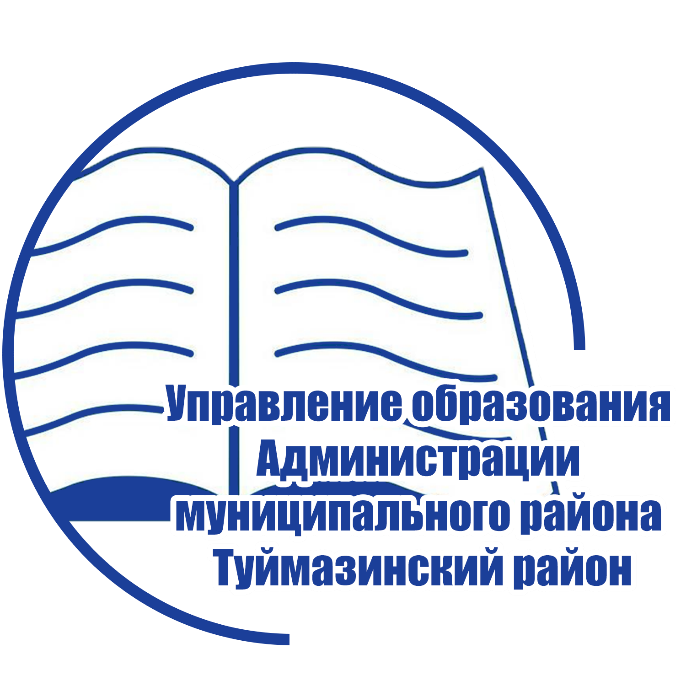 Управление образования
Администрации
муниципального района
Туймазинский район